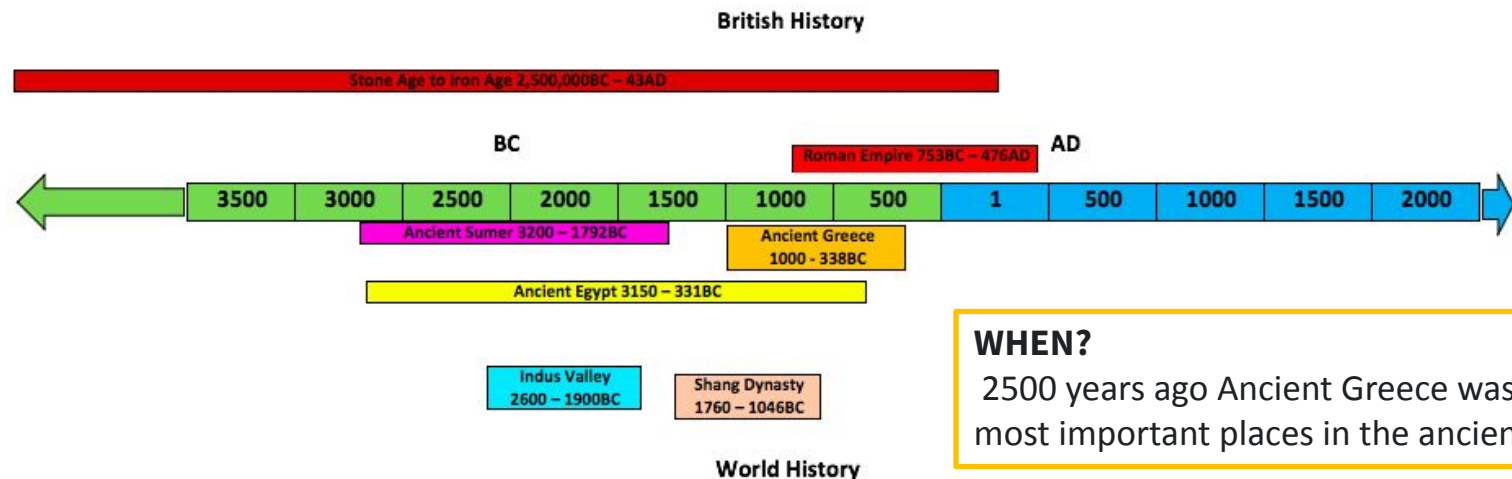 British History
Stone Age to Iron Age 2,500,000BC – 43AD
BC
AD
Roman Empire 753BC – 476AD
3500 3000 2500 2000 1500 1000 500 1 500 1000 1500 2000
Ancient Sumer 3200 – 1792BC
Ancient Greece
1000 - 338BC
Ancient Egypt 3150 – 331BC
Indus Valley
2600 – 1900BC
Shang Dynasty
1760 – 1046BC
WHEN?
2500 years ago Ancient Greece was
most important places in the ancien
World History